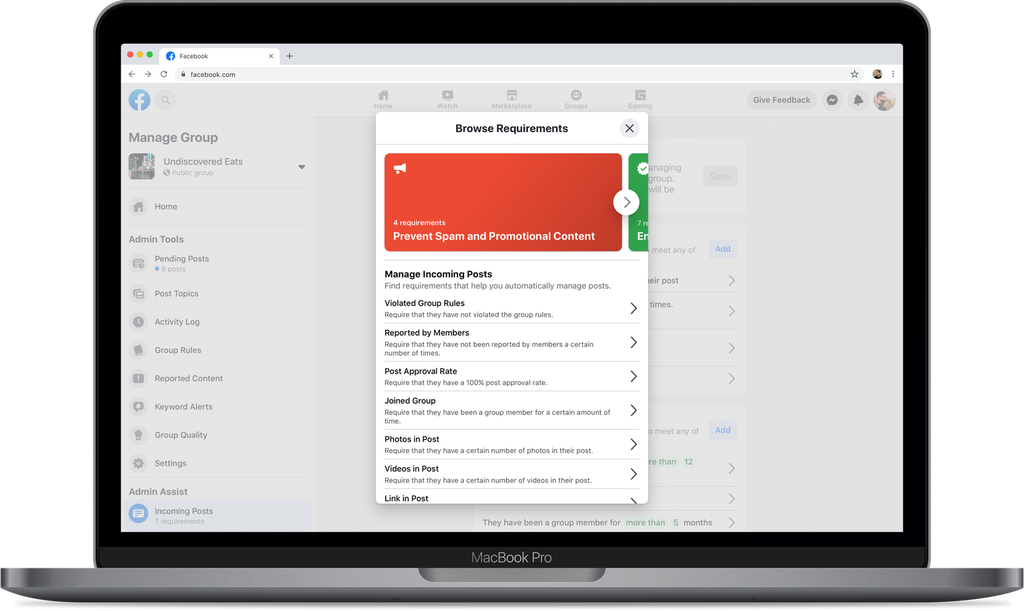 Facebook
facebook.com
Home
Watch
Marketplace
Groups
Gaming
Give Feedback
Manage Group
Undiscovered Eats
Public group
Home
Admin Tools
Pending Posts
8 posts
Post Topics
Activity Log
Group Rules
Reported Content
Keyword Alerts
Group Quality
Settings
Admin Assist
Incoming Posts
7 requirements
Browse Requirements
4 requirements
Prevent Spam and Promotional Content
7
Manage Incoming Posts
Find requirements that help you automatically manage posts.
Violated Group Rules
Require that they have not violated the group rules.
Reported by Members
Require that they have not been reported by members a certain
number of times.
Post Approval Rate
Require that they have a 100% post approval rate.
Joined Group
Require that they have been a group member for a certain amount of
time.
Photos in Post
Require that they have a certain number of photos in their post.
Videos in Post
Require that they have a certain number of videos in their post.
Link in Post
anaging
group.
will be
Save
meet any of
Add
eir post
times.
o meet any of
Add
re than 12
They have been a group member for more than 5 months
MacBook Pro